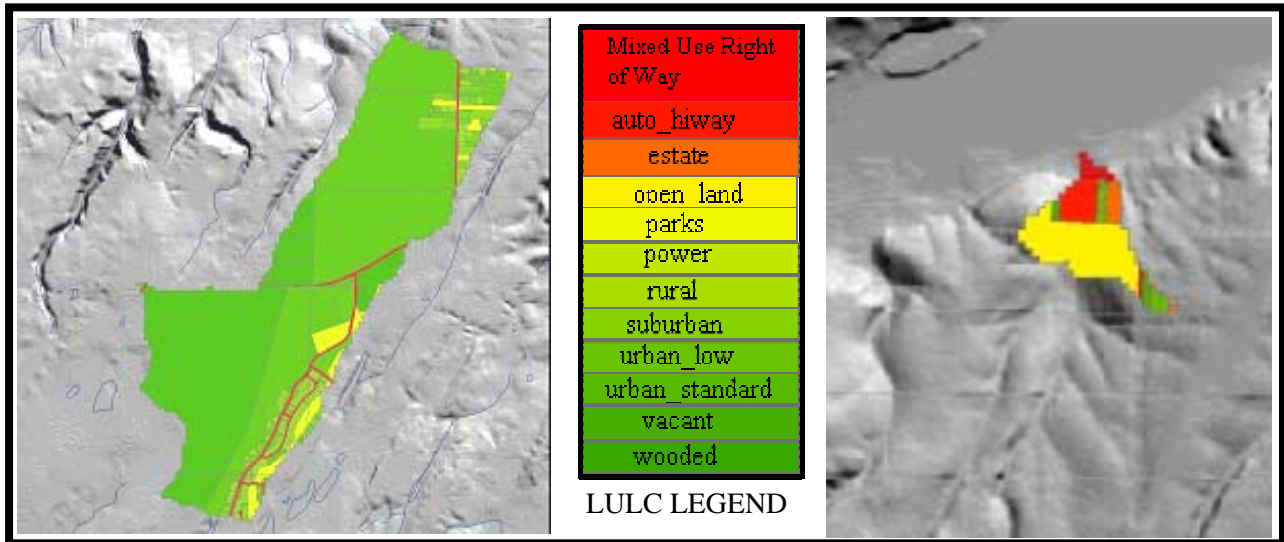 Mixed Use Right
of Way
auto_hiway
estate
open_land
parks
power
rural
suburban
urban_low
urban_standard
vacant
wooded
LULC LEGEND